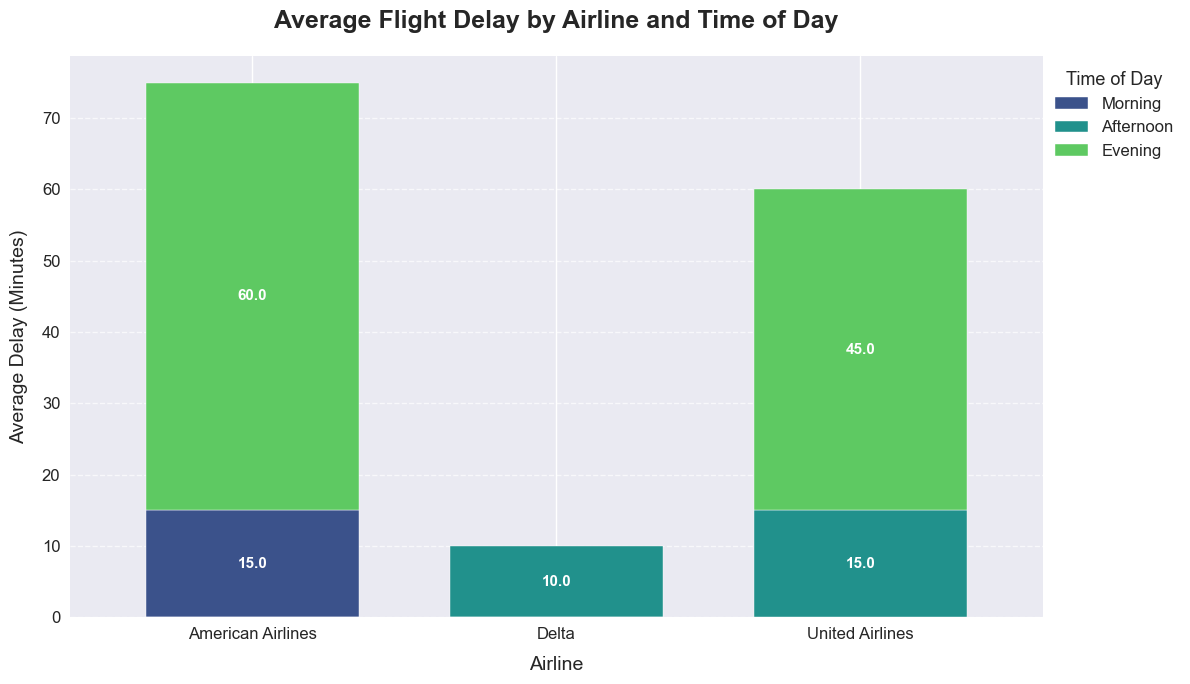 Average Flight Delay by Airline and Time of Day
Average Delay (Minutes)
70
60
50
40
30
20
10
0
60.0
15.0
10.0
45.0
15.0
American Airlines
Delta
United Airlines
Airline
Time of Day
Morning
Afternoon
Evening